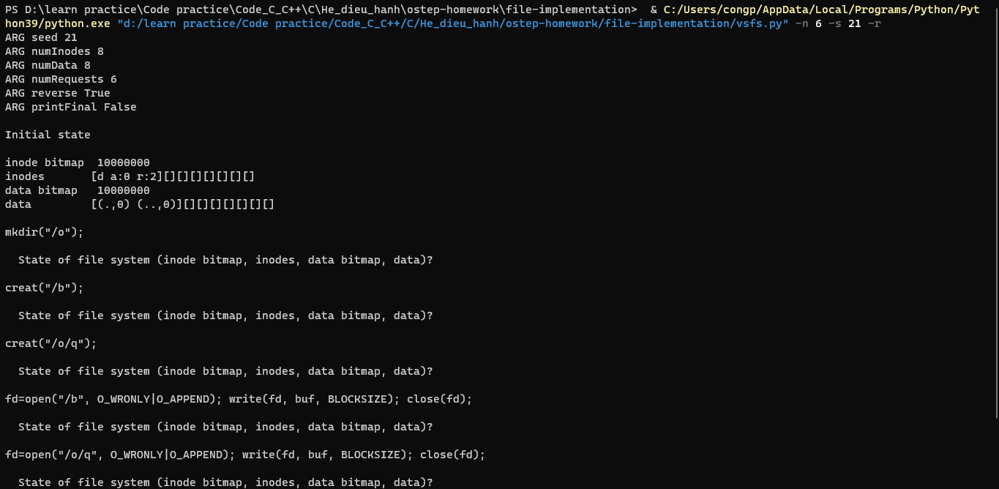 PS D:\learn practice\Code practice\Code_C_C++\C\He_dieu_hanh\ostep-homework\file-implementation>  & C:/Users/congp/AppData/Local/Programs/Python/Pyt
hon39/python.exe "d:/learn practice/Code practice/Code_C_C++/C/He_dieu_hanh/ostep-homework/file-implementation/vsfs.py" -n 6 -s 21 -r
ARG seed 21
ARG numInodes 8
ARG numData 8
ARG numRequests 6
ARG reverse True
ARG printFinal False
Initial state
inode bitmap  10000000
inodes       [d a:0 r:2][][][][][][][]
data bitmap   10000000
data         [(.,0) (..,0)][][][][][][][]
mkdir("/o");
  State of file system (inode bitmap, inodes, data bitmap, data)?
creat("/b");
  State of file system (inode bitmap, inodes, data bitmap, data)?
creat("/o/q");
  State of file system (inode bitmap, inodes, data bitmap, data)?
fd=open("/b", O_WRONLY|O_APPEND); write(fd, buf, BLOCKSIZE); close(fd);
  State of file system (inode bitmap, inodes, data bitmap, data)?
fd=open("/o/q", O_WRONLY|O_APPEND); write(fd, buf, BLOCKSIZE); close(fd);
  State of file system (inode bitmap, inodes, data bitmap, data)?